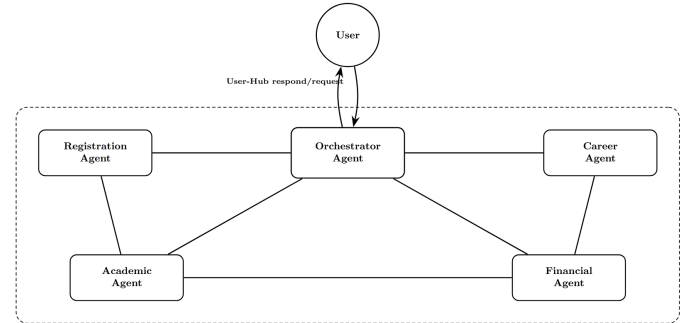 User
User-Hub respond/request
Registration
Agent
Orchestrator
Agent
Career
Agent
Academic
Agent
Financial
Agent